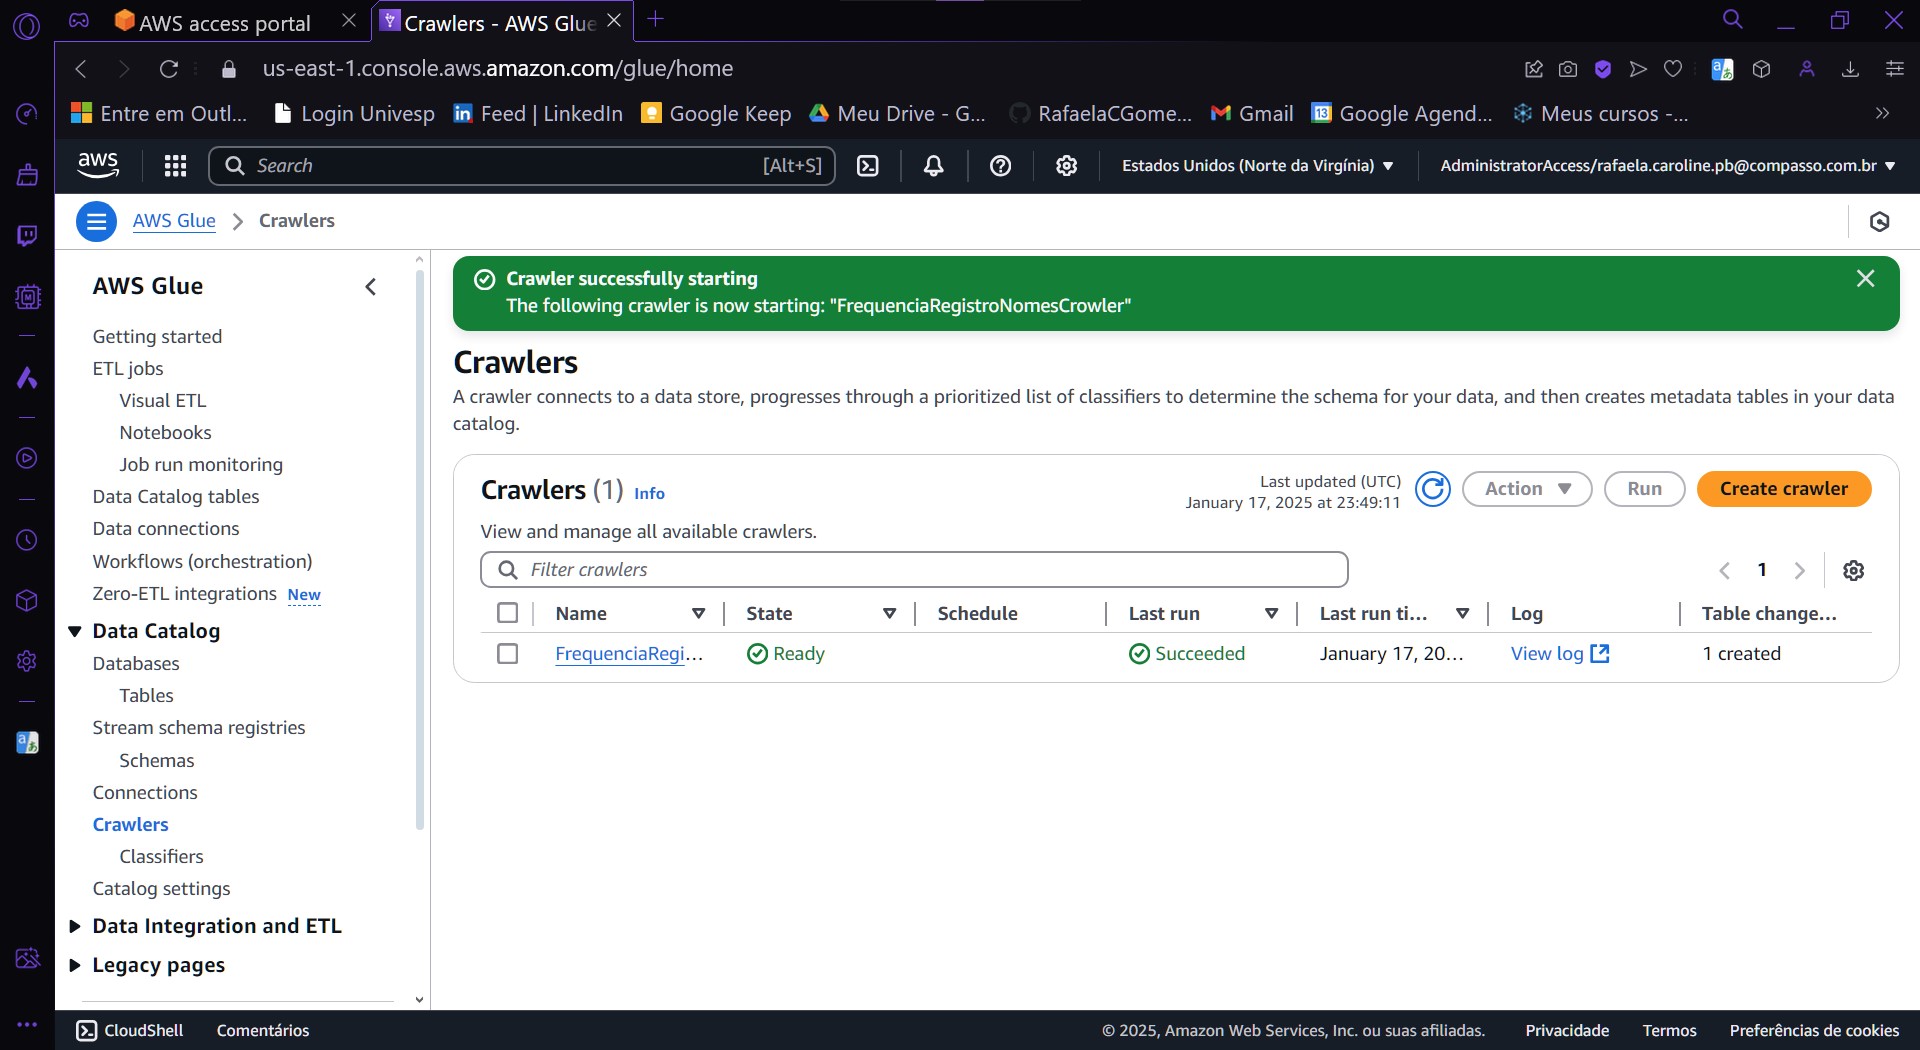 AWS access portal
Crawlers - AWS Glue
us-east-1.console.aws.amazon.com/glue/home
Entre em Outl...
Login Univesp
Feed | LinkedIn
Google Keep
Meu Drive - G...
RafaelaCGome...
Gmail
Google Agend...
Meus cursos -...
aws
Search
[Alt+S]
Estados Unidos (Norte da Virgínia)
AdministratorAccess/rafaela.caroline.pb@compasso.com.br
AWS Glue
Crawlers
AWS Glue
Getting started
ETL jobs
Visual ETL
Notebooks
Job run monitoring
Data Catalog tables
Data connections
Workflows (orchestration)
Zero-ETL integrations New
Data Catalog
Databases
Tables
Stream schema registries
Schemas
Connections
Crawlers
Classifiers
Catalog settings
Data Integration and ETL
Legacy pages
Crawler successfully starting
The following crawler is now starting: "FrequenciaRegistroNomesCrowler"
Crawlers
A crawler connects to a data store, progresses through a prioritized list of classifiers to determine the schema for your data, and then creates metadata tables in your data
catalog.
Crawlers (1) Info
Last updated (UTC)
January 17, 2025 at 23:49:11
Action
Run
Create crawler
View and manage all available crawlers.
Filter crawlers
1
Name State Schedule Last run Last run ti... Log Table change...
FrequenciaRegi... Ready Succeeded January 17, 20... View log 1 created
CloudShell
Comentários
© 2025, Amazon Web Services, Inc. ou suas afiliadas.
Privacidade
Termos
Preferências de cookies